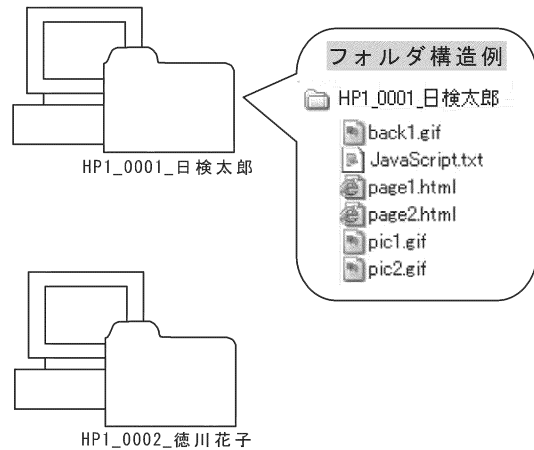 フォルダ構造例
HP1_0001_日検太郎
back1.gif
JavaScript.txt
page1.html
page2.html
pic1.gif
pic2.gif
HP1_0001_日検太郎
HP1_0002_徳川花子